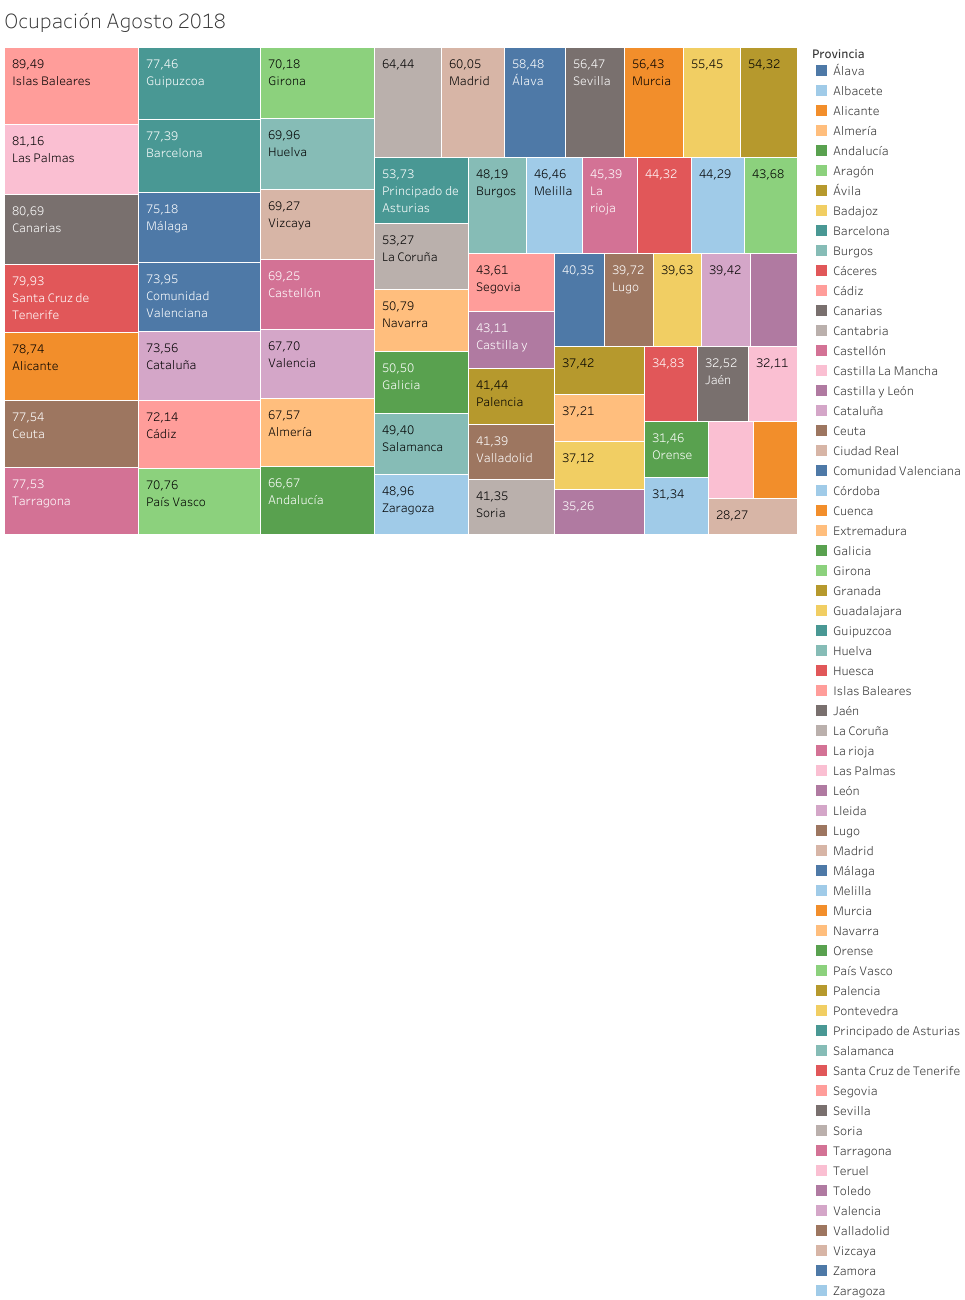 Ocupación Agosto 2018
89,49
Islas Baleares
81,16
Las Palmas
80,69
Canarias
79,93
Santa Cruz de
Tenerife
78,74
Alicante
77,54
Ceuta
77,53
Tarragona
77,46
Guipuzcoa
77,39
Barcelona
75,18
Málaga
73,95
Comunidad
Valenciana
73,56
Cataluña
72,14
Cádiz
70,76
País Vasco
70,18
Girona
69,96
Huelva
69,27
Vizcaya
69,25
Castellón
67,70
Valencia
67,57
Almería
66,67
Andalucía
64,44
60,05
Madrid
58,48
Álava
56,47
Sevilla
56,43
Murcia
55,45
54,32
53,73
Principado de
Asturias
53,27
La Coruña
50,79
Navarra
50,50
Galicia
49,40
Salamanca
48,96
Zaragoza
48,19
Burgos
46,46
Melilla
45,39
La
rioja
44,32
44,29
43,68
43,61
Segovia
43,11
Castilla y
41,44
Palencia
41,39
Valladolid
41,35
Soria
40,35
39,72
Lugo
39,63
39,42
37,42
37,21
37,12
35,26
34,83
32,52
Jaén
32,11
31,46
Orense
31,34
28,27
Provincia
Álava
Albacete
Alicante
Almería
Andalucía
Aragón
Ávila
Badajoz
Barcelona
Burgos
Cáceres
Cádiz
Canarias
Cantabria
Castellón
Castilla La Mancha
Castilla y León
Cataluña
Ceuta
Ciudad Real
Comunidad Valenciana
Córdoba
Cuenca
Extremadura
Galicia
Girona
Granada
Guadalajara
Guipuzcoa
Huelva
Huesca
Islas Baleares
Jaén
La Coruña
La rioja
Las Palmas
León
Lleida
Lugo
Madrid
Málaga
Melilla
Murcia
Navarra
Orense
País Vasco
Palencia
Pontevedra
Principado de Asturias
Salamanca
Santa Cruz de Tenerife
Segovia
Sevilla
Soria
Tarragona
Teruel
Toledo
Valencia
Valladolid
Vizcaya
Zamora
Zaragoza